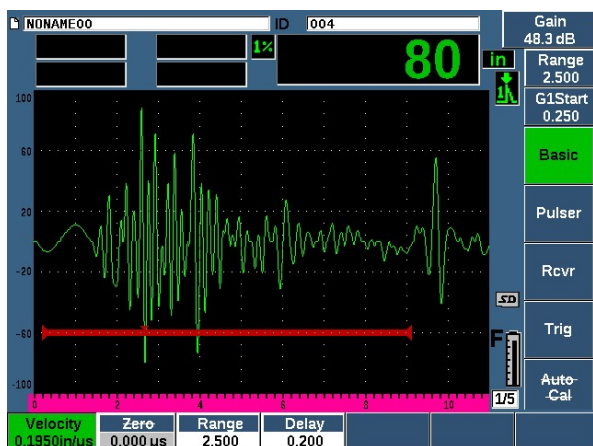 NONAME00 ID 004
Gain
48.3 dB
1% 80 in
Range
2.500
1
G1Start
0.250
100
60
20
-20
-60
-100
Basic
Pulser
Rcvr
SD
Trig
F
Auto-
Cal
1/5
0 2 4 6 8 10
Velocity
0.1950in/us
Zero
0.000 us
Range
2.500
Delay
0.200